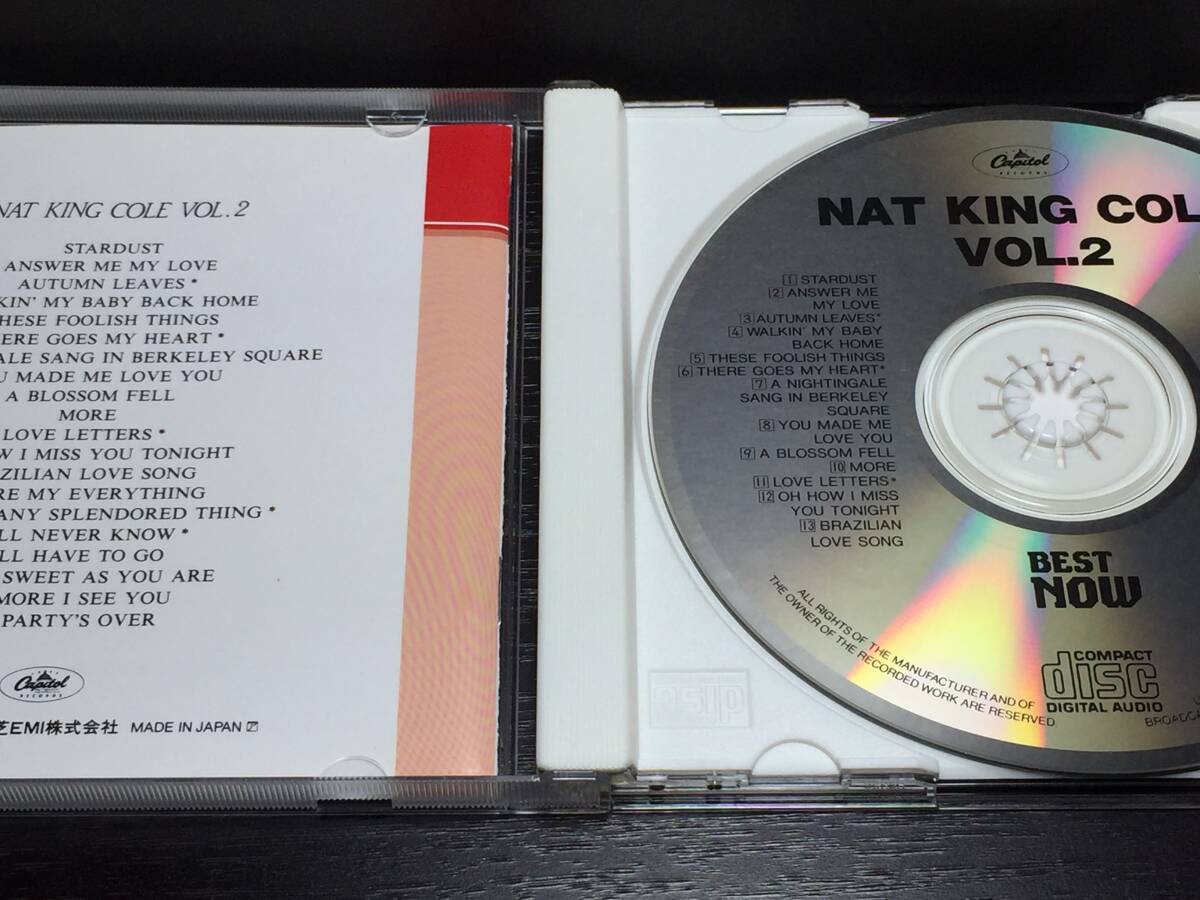 NAT KING COLE VOL. 2
STARDUST
ANSWER ME MY LOVE
AUTUMN LEAVES *
KIN' MY BABY BACK HOME
HESE FOOLISH THINGS
ERE GOES MY HEART *
ALE SANG IN BERKELEY SQUARE
U MADE ME LOVE YOU
A BLOSSOM FELL
MORE
LOVE LETTERS *
W I MISS YOU TONIGHT
AZILIAN LOVE SONG
RE MY EVERYTHING
ANY SPLENDORED THING *
LL NEVER KNOW *
LL HAVE TO GO
SWEET AS YOU ARE
MORE I SEE YOU
PARTY'S OVER
Capitol
RECORDS
芝EMI株式会社 MADE IN JAPAN
Capitol
RECORDS
NAT KING COL
VOL.2
1 STARDUST
2 ANSWER ME
MY LOVE
3 AUTUMN LEAVES*
4 WALKIN' MY BABY
BACK HOME
5 THESE FOOLISH THINGS
6 THERE GOES MY HEART*
7 A NIGHTINGALE
SANG IN BERKELEY
SQUARE
8 YOU MADE ME
LOVE YOU
9 A BLOSSOM FELL
10 MORE
11 LOVE LETTERS*
12 OH HOW I MISS
YOU TONIGHT
13 BRAZILIAN
LOVE SONG
BEST
NOW
COMPACT
disc
DIGITAL AUDIO
ALL RIGHTS OF THE MANUFACTURER AND OF
THE OWNER OF THE RECORDED WORK ARE RESERVED
BROADCA